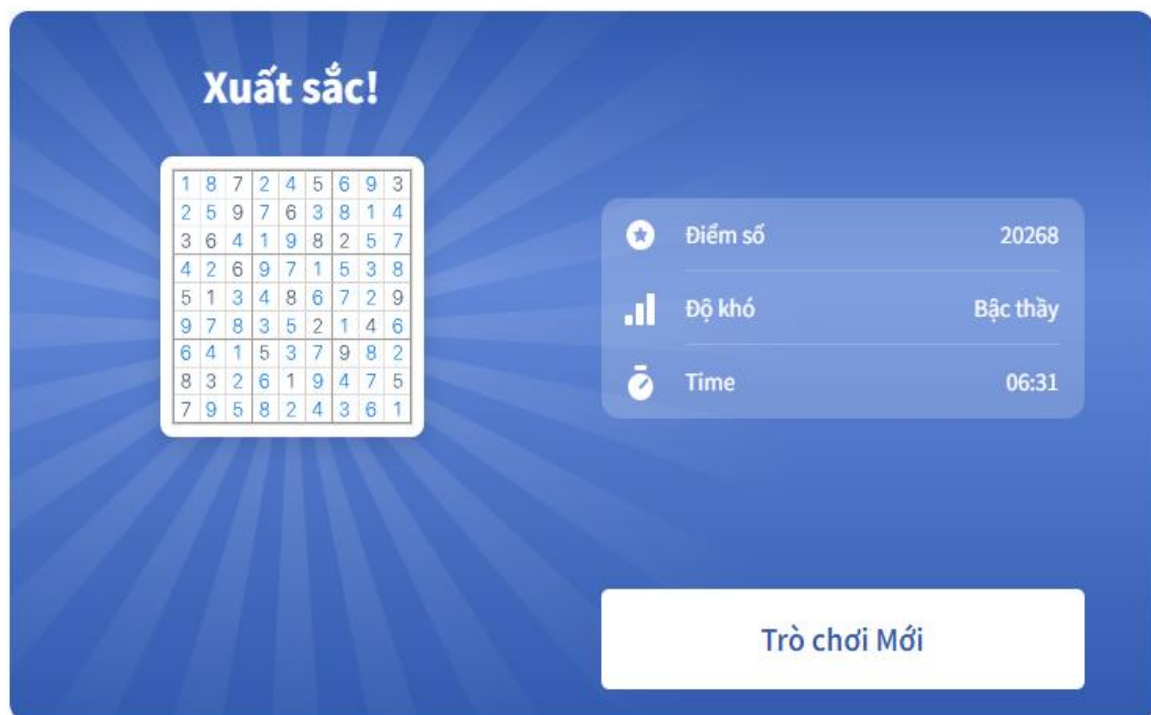 Xuất sắc!
1 8 7 2 4 5 6 9 3
2 5 9 7 6 3 8 1 4
3 6 4 1 9 8 2 5 7
4 2 6 9 7 1 5 3 8
5 1 3 4 8 6 7 2 9
9 7 8 3 5 2 1 4 6
6 4 1 5 3 7 9 8 2
8 3 2 6 1 9 4 7 5
7 9 5 8 2 4 3 6 1
Điểm số 20268
Độ khó Bậc thầy
Time 06:31
Trò chơi Mới